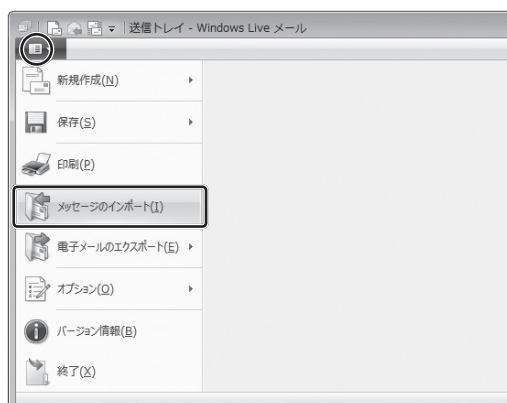 送信トレイ - Windows Live メール
新規作成(N)
保存(S)
印刷(P)
メッセージのインポート(I)
電子メールのエクスポート(E)
オプション(O)
バージョン情報(B)
終了(X)